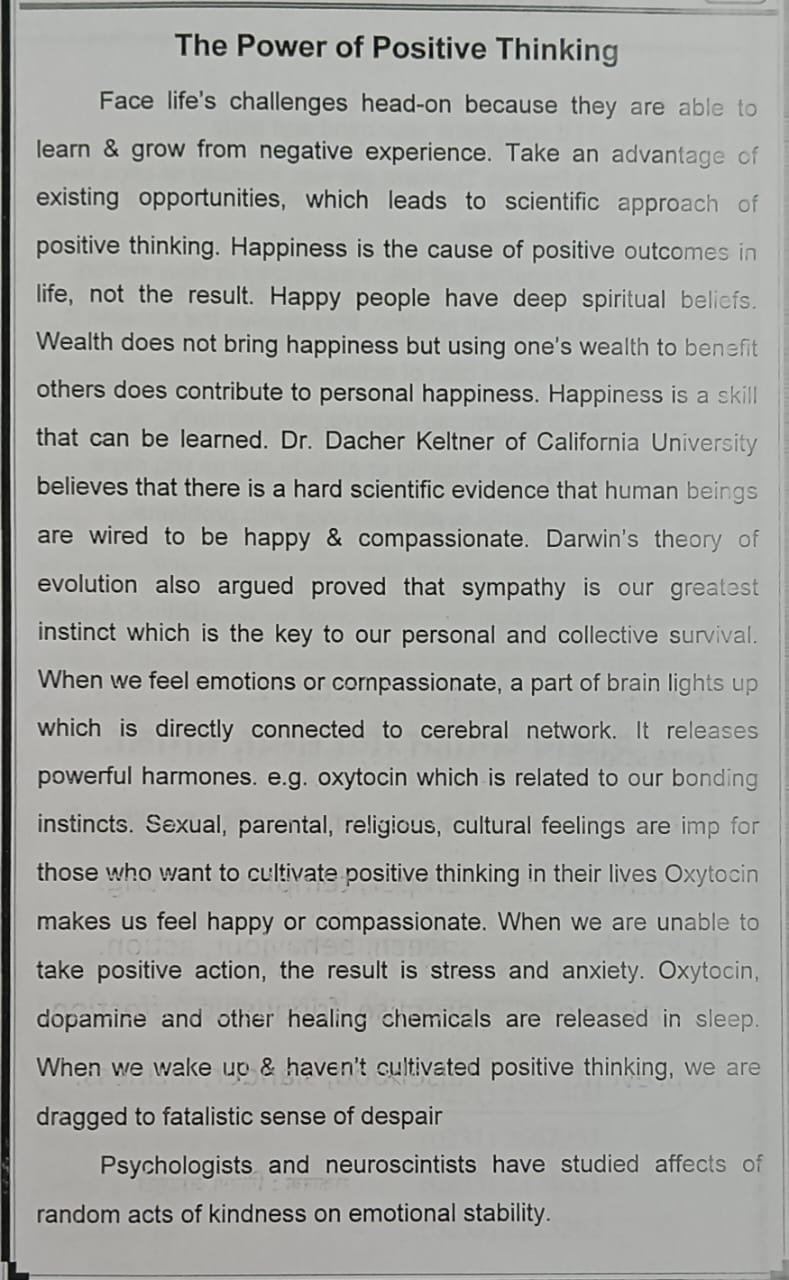 The Power of Positive Thinking
Face life's challenges head-on because they are able to
learn & grow from negative experience. Take an advantage of
existing opportunities, which leads to scientific approach of
positive thinking. Happiness is the cause of positive outcomes in
life, not the result. Happy people have deep spiritual beliefs.
Wealth does not bring happiness but using one's wealth to benefit
others does contribute to personal happiness. Happiness is a skill
that can be learned. Dr. Dacher Keltner of California University
believes that there is a hard scientific evidence that human beings
are wired to be happy & compassionate. Darwin's theory of
evolution also argued proved that sympathy is our greatest
instinct which is the key to our personal and collective survival.
When we feel emotions or cornpassionate, a part of brain lights up
which is directly connected to cerebral network. It releases
powerful harmones. e.g. oxytocin which is related to our bonding
instincts. Sexual, parental, religious, cultural feelings are imp for
those who want to cultivate positive thinking in their lives Oxytocin
makes us feel happy or compassionate. When we are unable to
take positive action, the result is stress and anxiety. Oxytocin,
dopamine and other healing chemicals are released in sleep.
When we wake up & haven't cultivated positive thinking, we are
dragged to fatalistic sense of despair
Psychologists and neuroscintists have studied affects of
random acts of kindness on emotional stability.